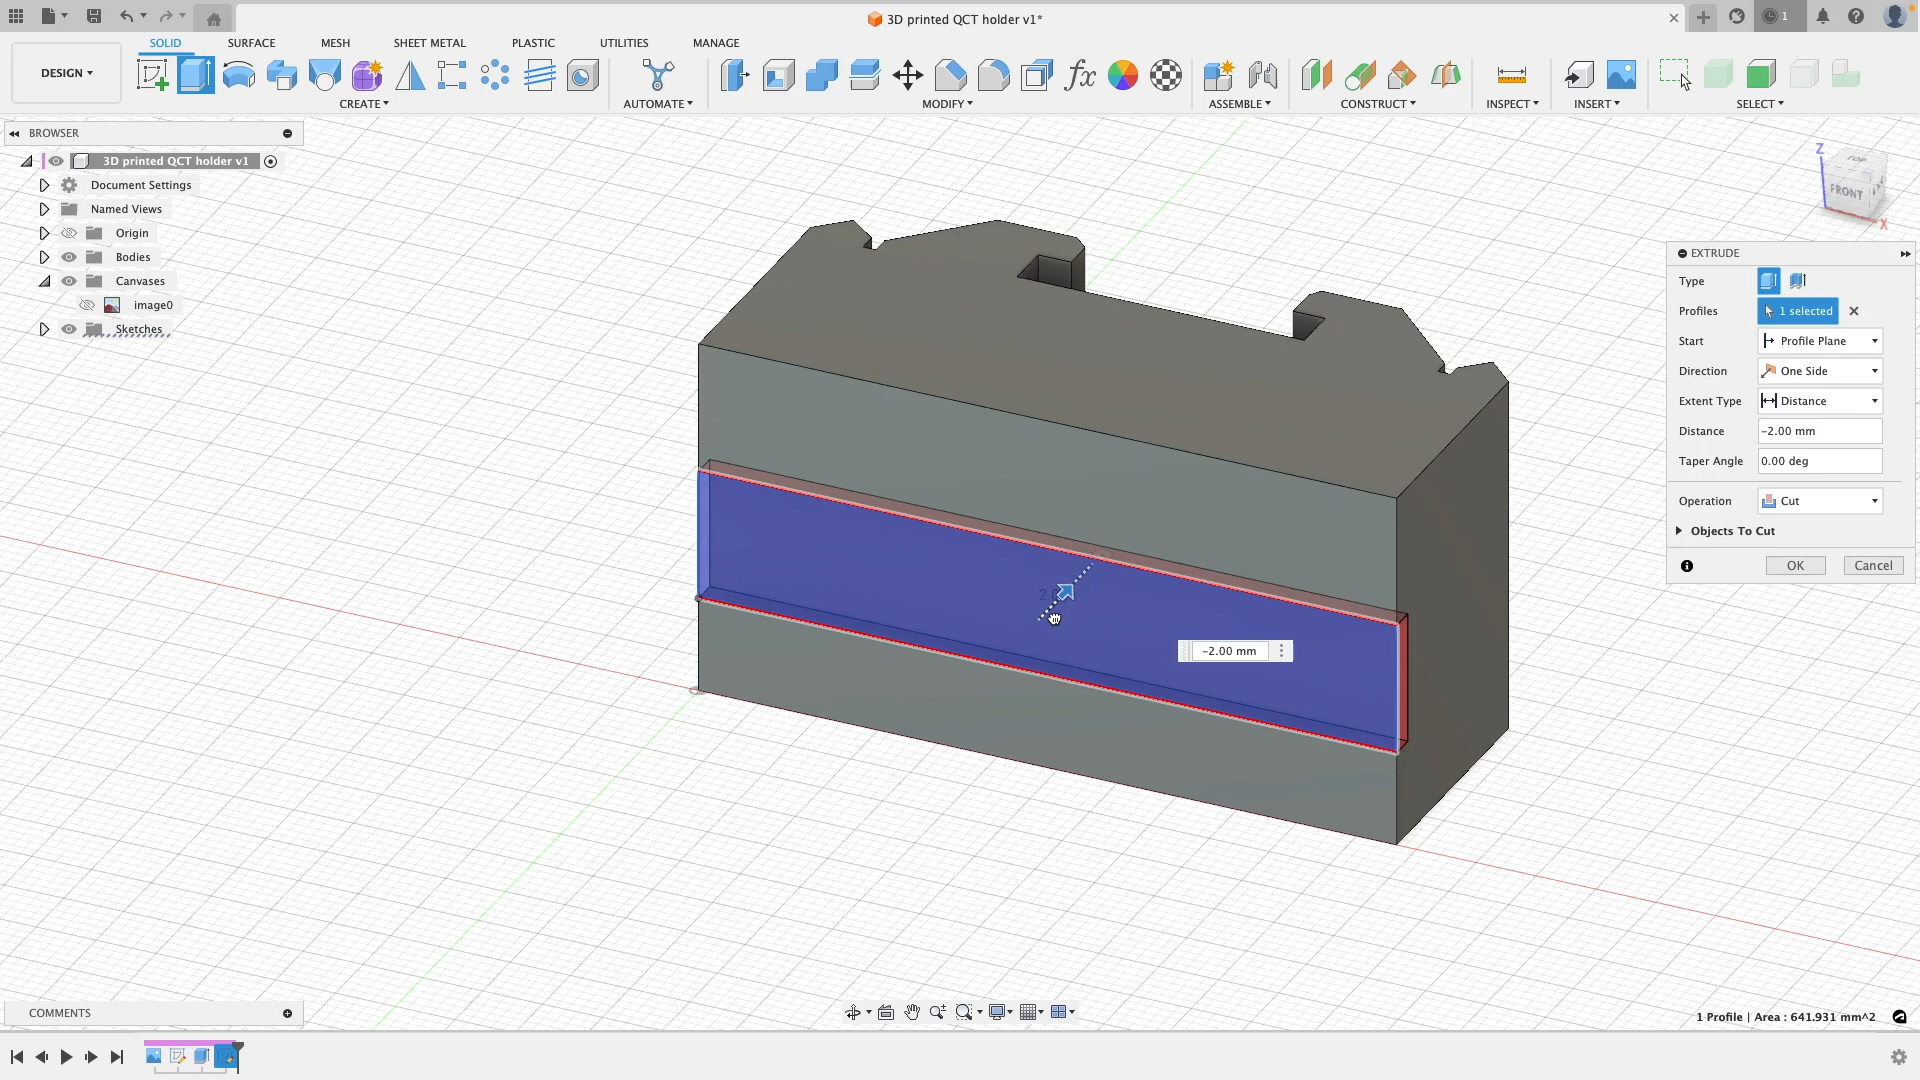 3D printed QCT holder v1*
1
SOLID
SURFACE
MESH
SHEET METAL
PLASTIC
UTILITIES
MANAGE
DESIGN
fx
CREATE
AUTOMATE
MODIFY
ASSEMBLE
CONSTRUCT
INSPECT
INSERT
SELECT
BROWSER
3D printed QCT holder v1
Document Settings
Named Views
Origin
Bodies
Canvases
image0
Sketches
Z
TOP
FRONT
X
EXTRUDE
Type
Profiles
1 selected
Start
Profile Plane
Direction
One Side
Extent Type
Distance
Distance
-2.00 mm
Taper Angle
0.00 deg
Operation
Cut
Objects To Cut
OK
Cancel
-2.00 mm
COMMENTS
1 Profile | Area : 641.931 mm^2